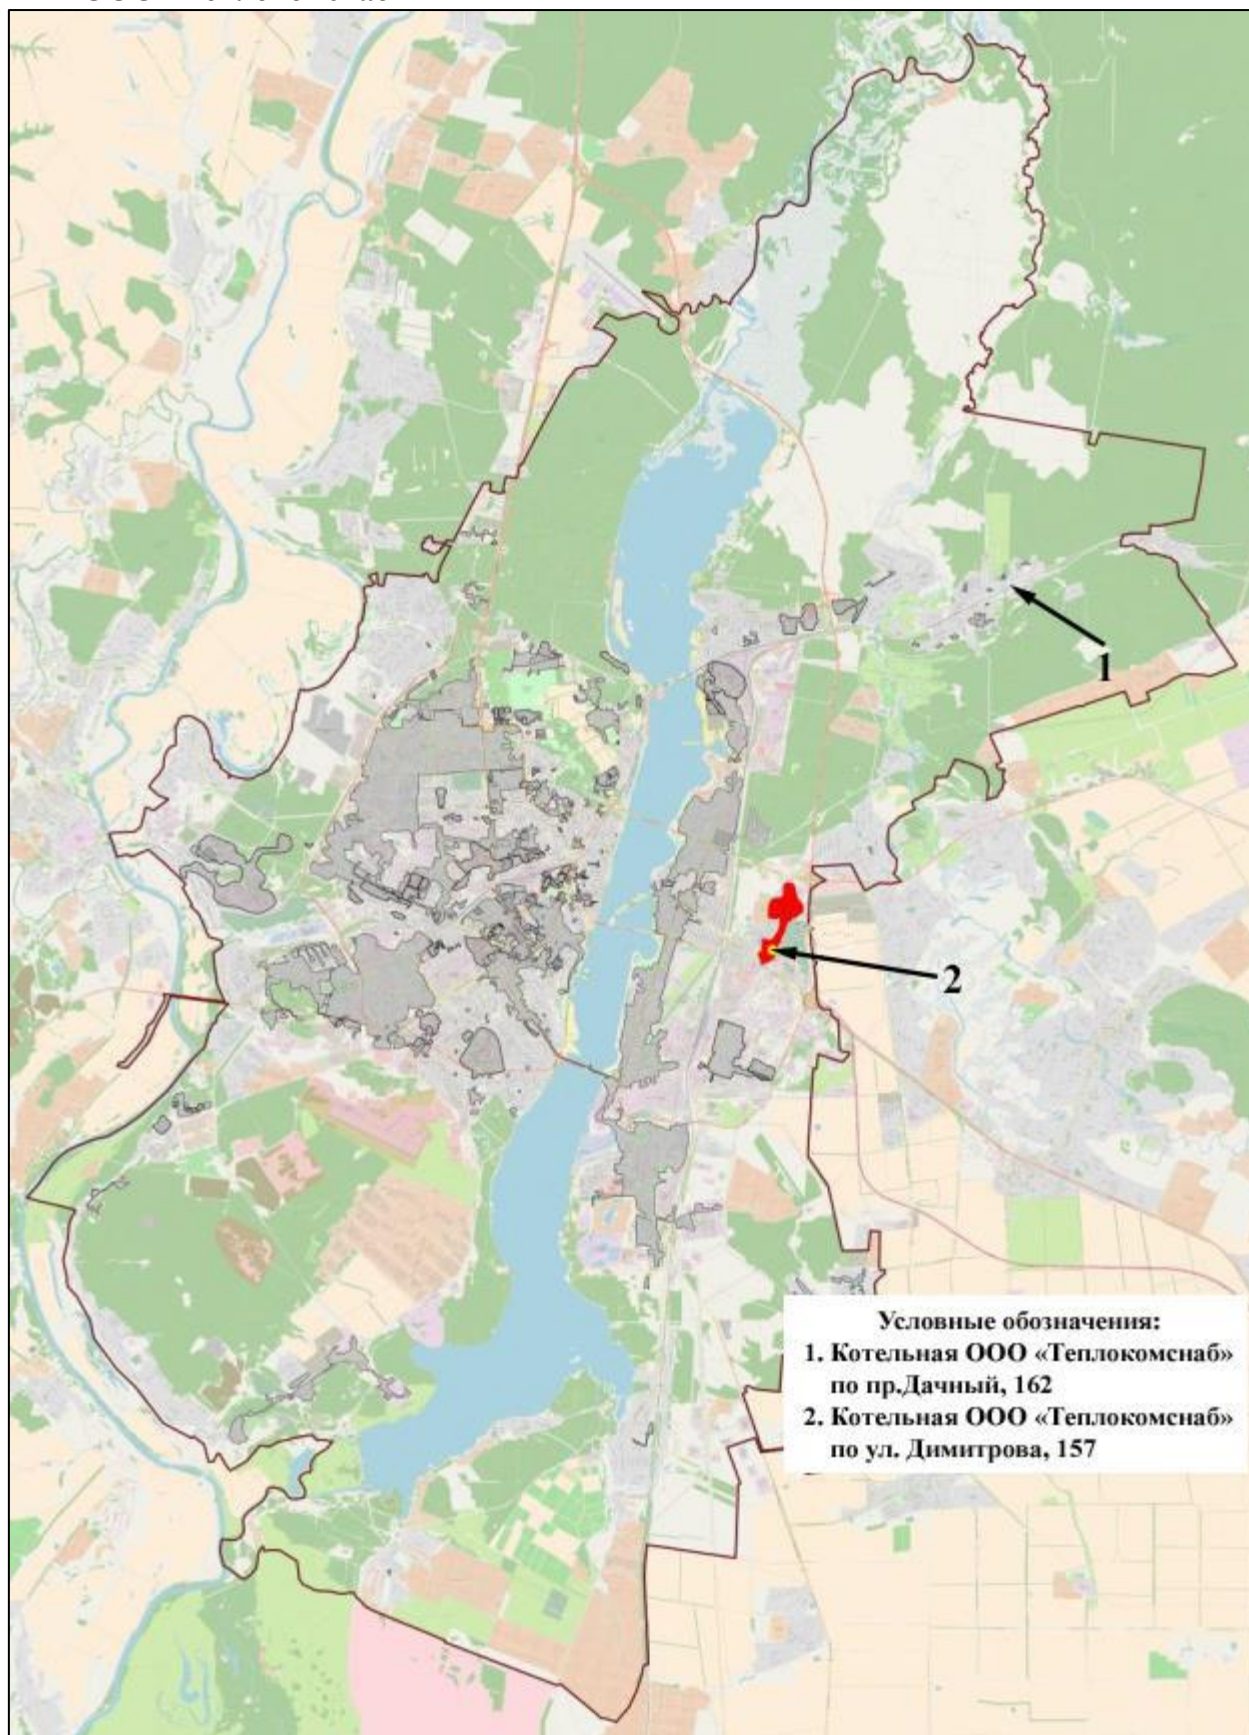 1
2
Условные обозначения:
1. Котельная ООО «Теплокомснаб»
по пр.Дачный, 162
2. Котельная ООО «Теплокомснаб»
по ул. Димитрова, 157